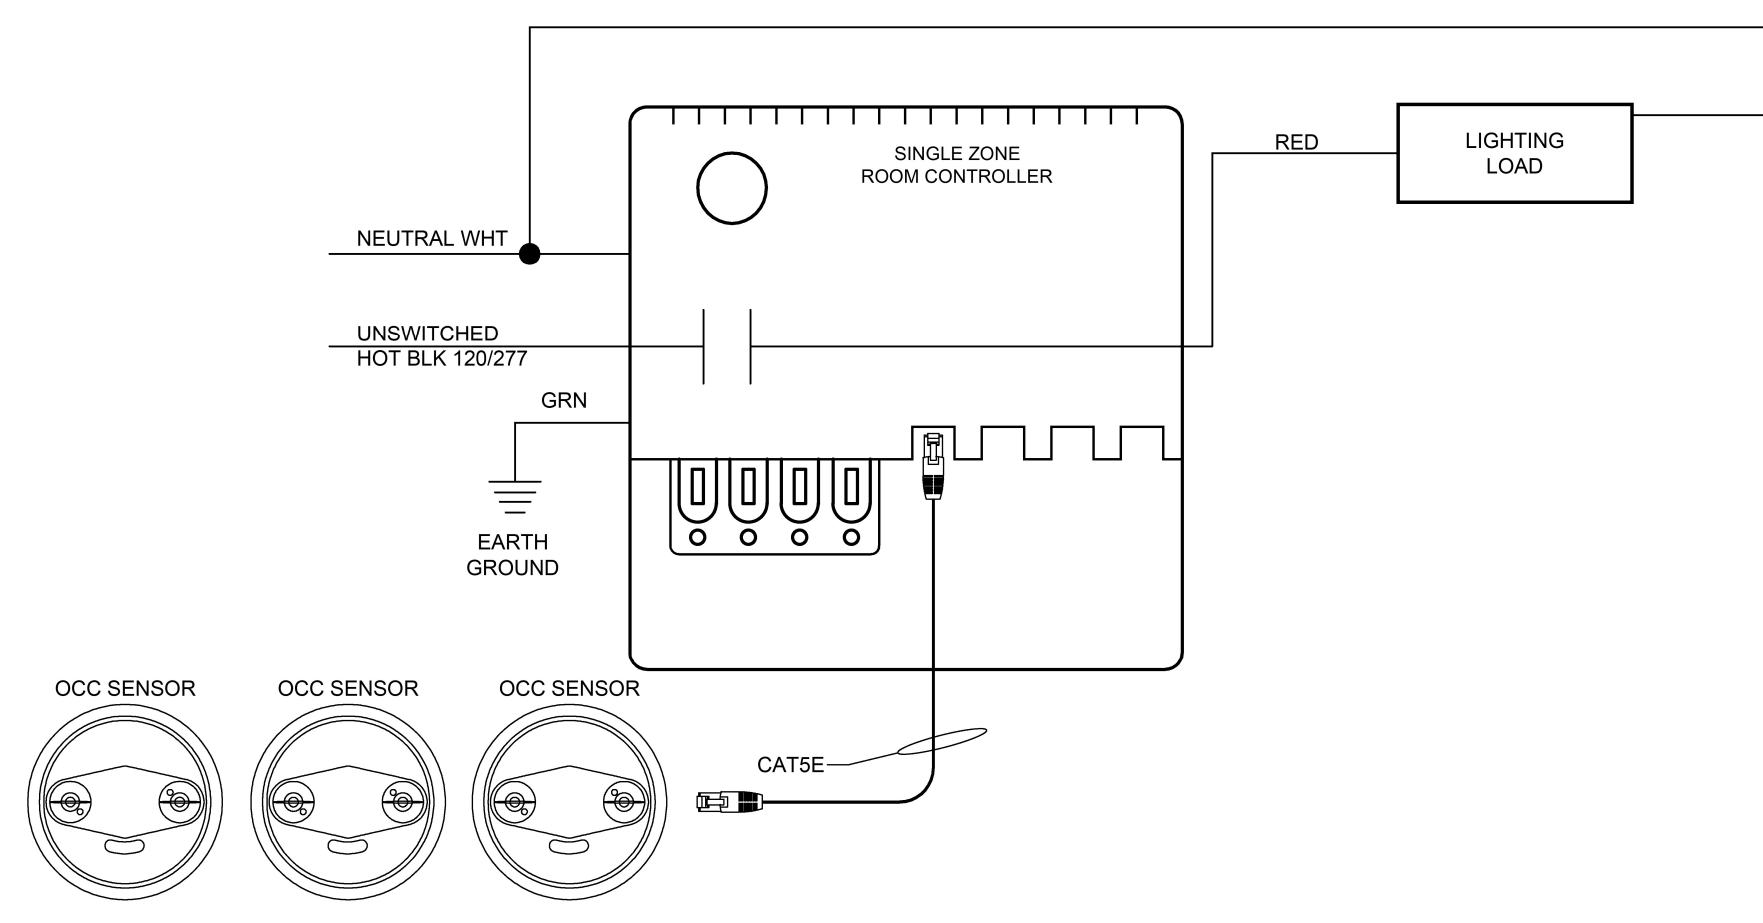 SINGLE ZONE
ROOM CONTROLLER
RED
LIGHTING
LOAD
NEUTRAL WHT
UNSWITCHED
HOT BLK 120/277
GRN
EARTH
GROUND
OCC SENSOR
OCC SENSOR
OCC SENSOR
CAT5E